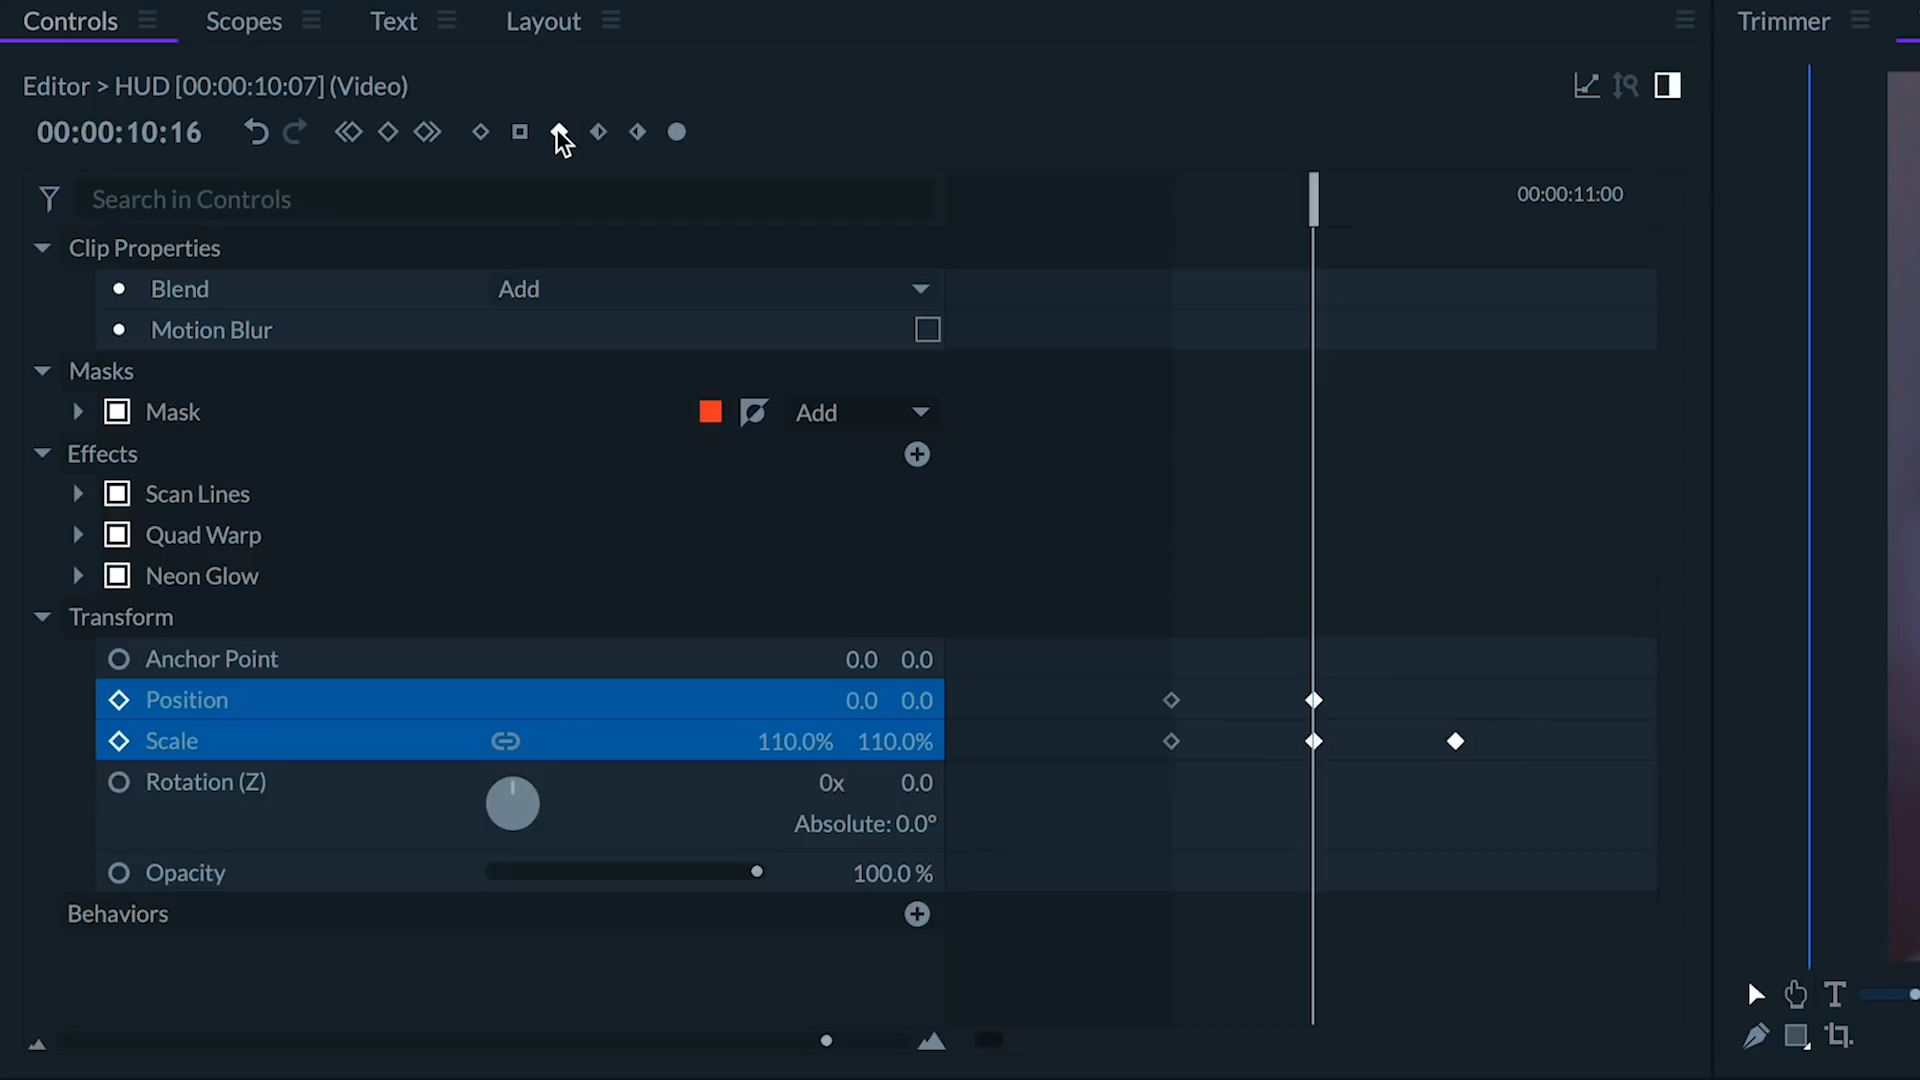 Controls Scopes Text Layout Trimmer
Editor > HUD [00:00:10:07] (Video)
00:00:10:16
Search in Controls 00:00:11:00
Clip Properties
Blend Add
Motion Blur
Masks
Mask Add
Effects
Scan Lines
Quad Warp
Neon Glow
Transform
Anchor Point 0.0 0.0
Position 0.0 0.0
Scale 110.0% 110.0%
Rotation (Z) 0x 0.0
Absolute: 0.0°
Opacity 100.0 %
Behaviors